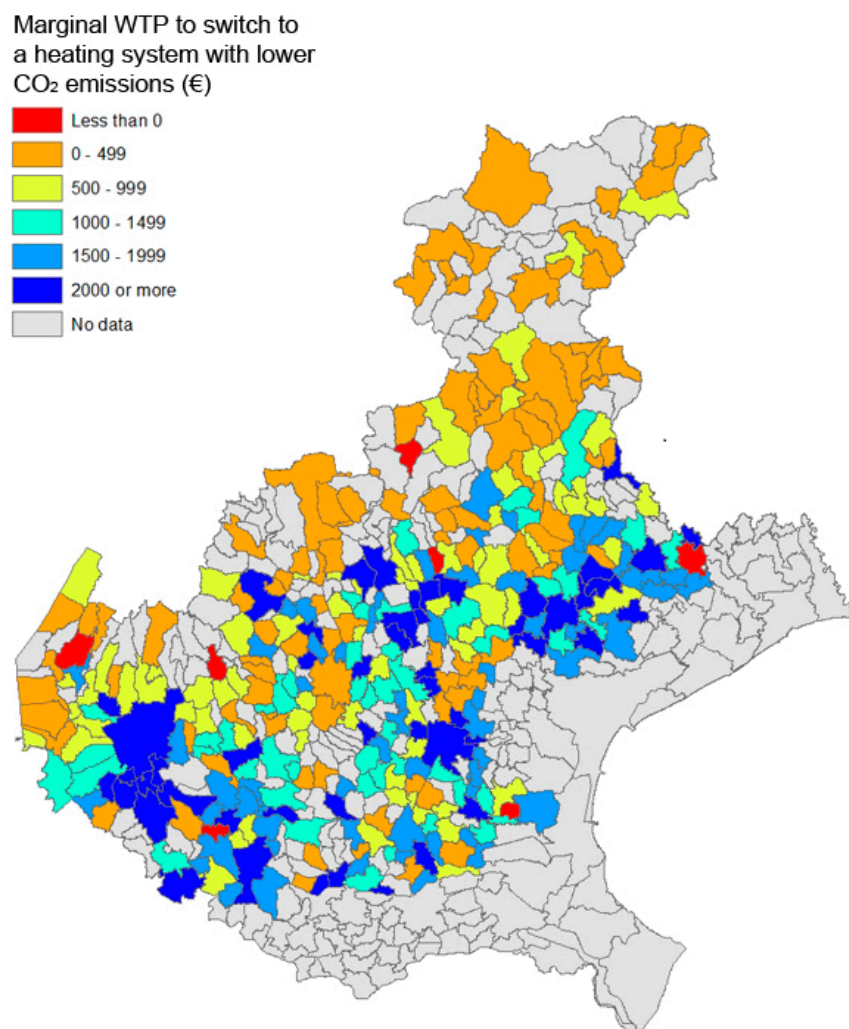 Marginal WTP to switch to
a heating system with lower
CO₂ emissions (€)
Less than 0
0 - 499
500 - 999
1000 - 1499
1500 - 1999
2000 or more
No data